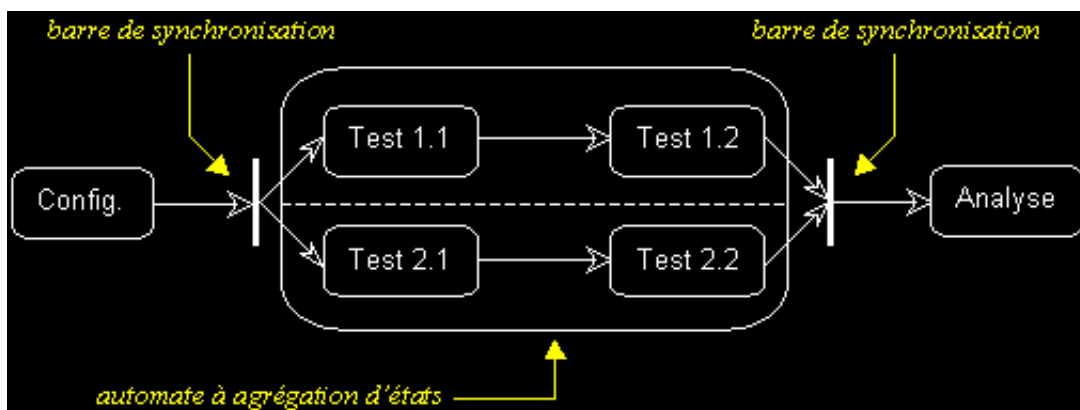 barre de synchronisation
barre de synchronisation
Test 1.1
Test 1.2
Config.
Analyse
Test 2.1
Test 2.2
automate à agrégation d'états